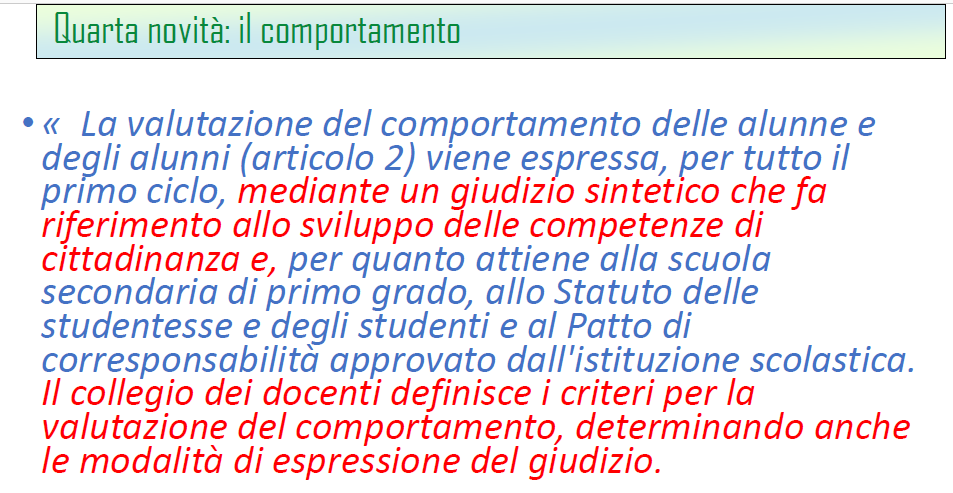 Quarta novità: il comportamento
• « La valutazione del comportamento delle alunne e
degli alunni (articolo 2) viene espressa, per tutto il
primo ciclo, mediante un giudizio sintetico che fa
riferimento allo sviluppo delle competenze di
cittadinanza e, per quanto attiene alla scuola
secondaria di primo grado, allo Statuto delle
studentesse e degli studenti e al Patto di
corresponsabilità approvato dall'istituzione scolastica.
Il collegio dei docenti definisce i criteri per la
valutazione del comportamento, determinando anche
le modalità di espressione del giudizio.